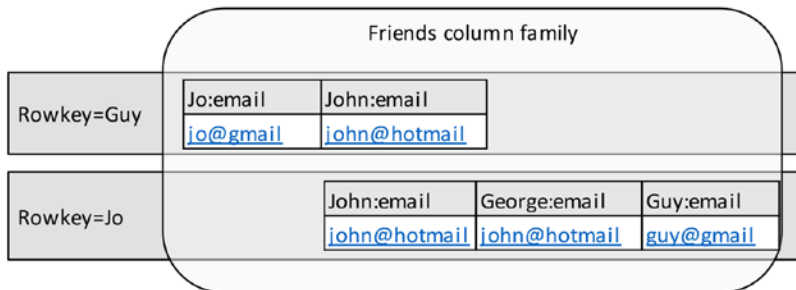 Friends column family
Rowkey=Guy
Jo:email John:email
jo@gmail john@hotmail
Rowkey=Jo
John:email George:email Guy:email
john@hotmail john@hotmail guy@gmail